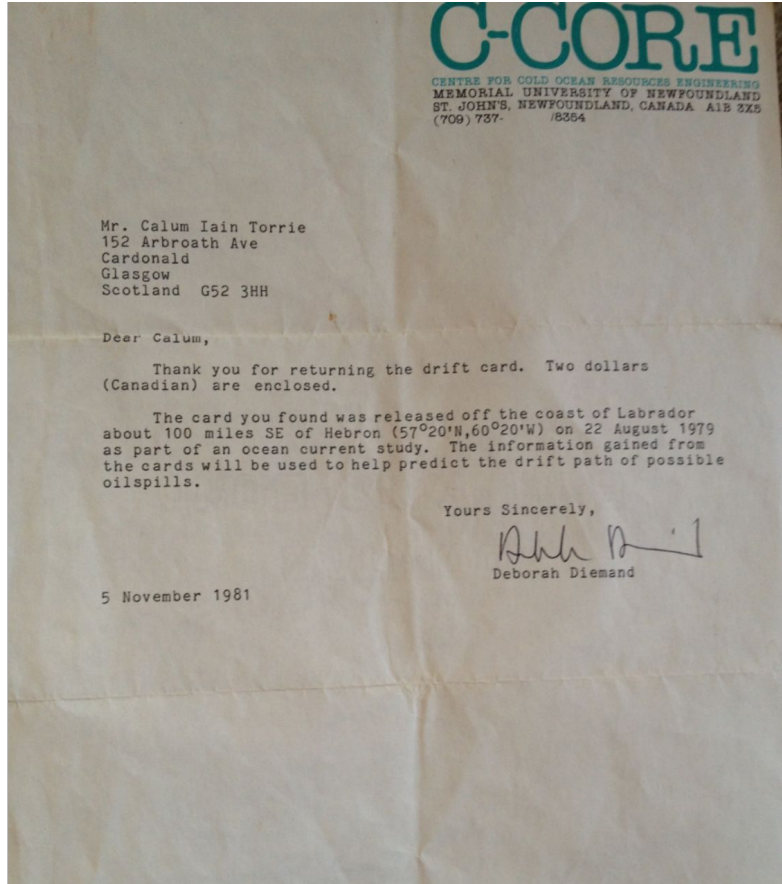 C-CORE
CENTRE FOR COLD OCEAN RESOURCES ENGINEERING
MEMORIAL UNIVERSITY OF NEWFOUNDLAND
ST. JOHN'S, NEWFOUNDLAND, CANADA A1B 3X5
(709) 737- /8354
Mr. Calum Iain Torrie
152 Arbroath Ave
Cardonald
Glasgow
Scotland G52 3HH
Dear Calum,
Thank you for returning the drift card. Two dollars
(Canadian) are enclosed.
The card you found was released off the coast of Labrador
about 100 miles SE of Hebron (57°20'N,60°20'W) on 22 August 1979
as part of an ocean current study. The information gained from
the cards will be used to help predict the drift path of possible
oilspills.
Yours Sincerely,
Deborah Diemand
5 November 1981